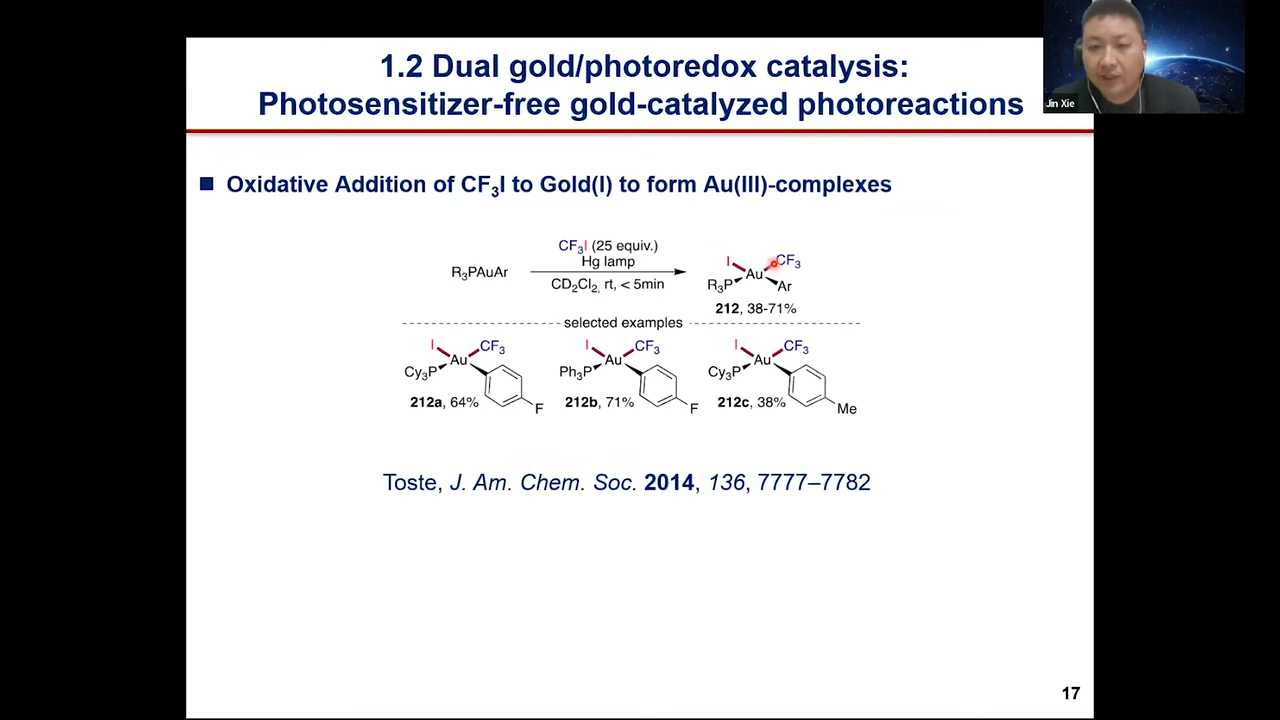 1.2 Dual gold/photoredox catalysis:
Photosensitizer-free gold-catalyzed photoreactions
Jin Xie
■ Oxidative Addition of CF3I to Gold(I) to form Au(III)-complexes
CF3I (25 equiv.)
Hg lamp
R3PAuAr
CD2Cl2, rt, < 5min
I CF3
Au
R3P Ar
212, 38-71%
selected examples
I CF3
Au
Cy3P
F
212a, 64%
I CF3
Au
Ph3P
F
212b, 71%
I CF3
Au
Cy3P
Me
212c, 38%
Toste, J. Am. Chem. Soc. 2014, 136, 7777–7782
17